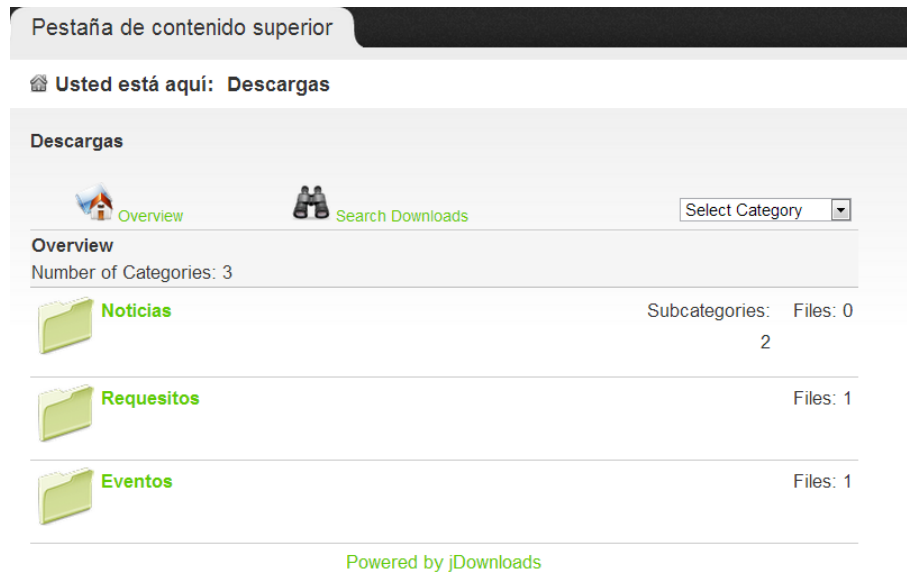 Pestaña de contenido superior
Usted está aquí: Descargas
Descargas
Overview
Search Downloads
Select Category
Overview
Number of Categories: 3
Noticias
Subcategories: 2
Files: 0
Requesitos
Files: 1
Eventos
Files: 1
Powered by jDownloads